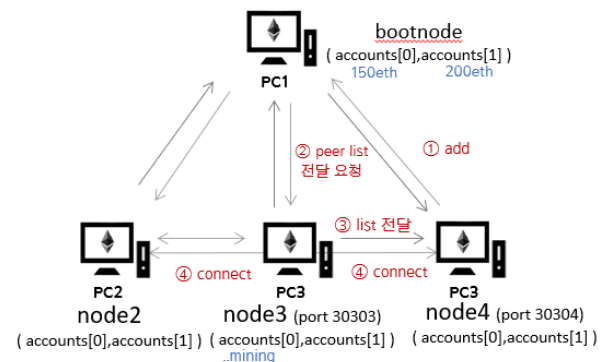 bootnode
( accounts[0],accounts[1] )
150eth 200eth
PC1
② peer list
전달 요청
① add
③ list 전달
④ connect
④ connect
PC2
node2
( accounts[0],accounts[1] )
PC3
node3 (port 30303)
( accounts[0],accounts[1] )
..mining
PC3
node4 (port 30304)
( accounts[0],accounts[1] )